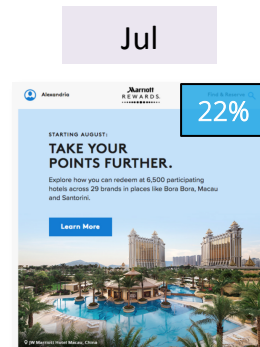 Jul
Alexandria
Marriott
REWARDS.
Find & Reserve
22%
STARTING AUGUST:
TAKE YOUR
POINTS FURTHER.
Explore how you can redeem at 6,500 participating
hotels across 29 brands in places like Bora Bora, Macau
and Santorini.
Learn More
JW Marriott Hotel Macau, China